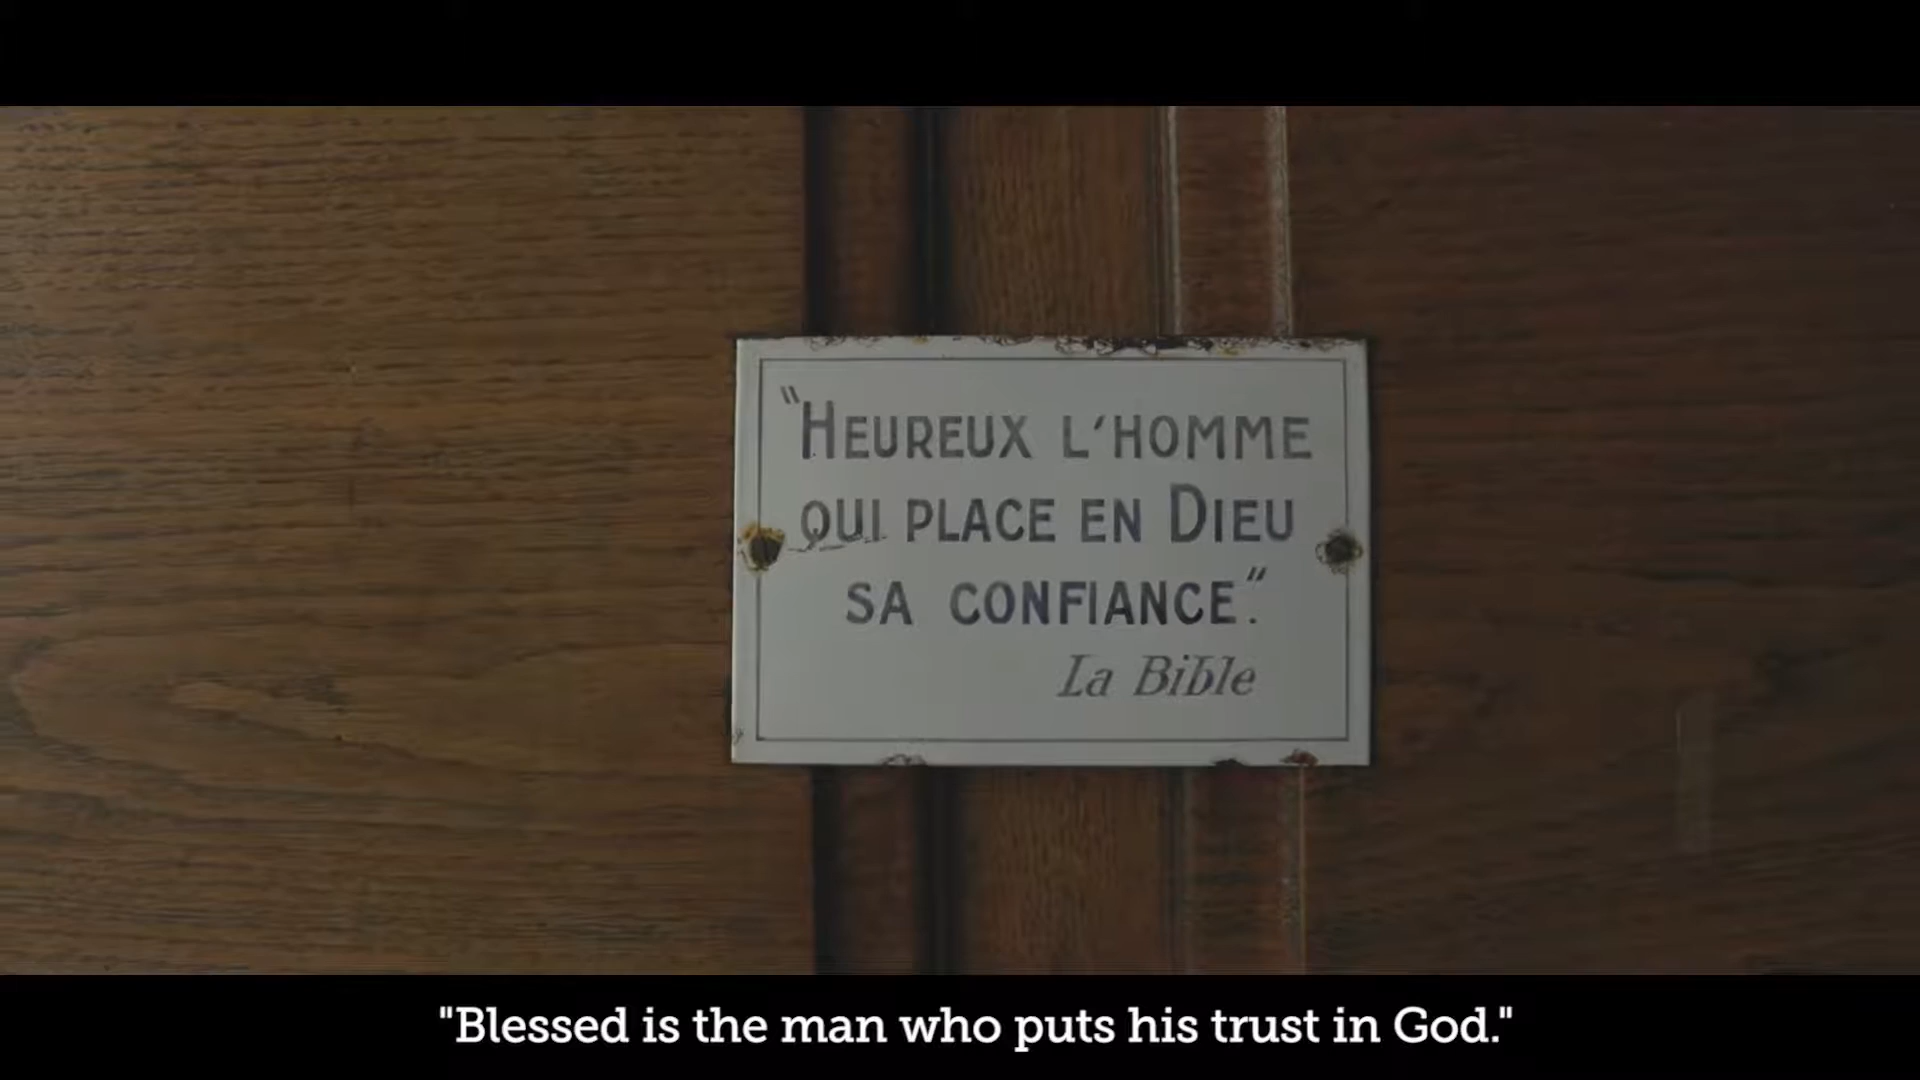 "HEUREUX L'HOMME
QUI PLACE EN DIEU
SA CONFIANCE."
La Bible
"Blessed is the man who puts his trust in God."